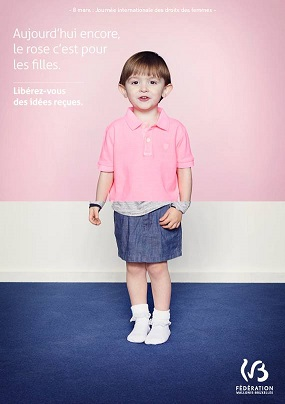 - 8 mars - Journée internationale des droits des femmes -
Aujourd'hui encore,
le rose c'est pour
les filles.
Libérez-vous
des idées reçues.
FÉDÉRATION
WALLONIE-BRUXELLES